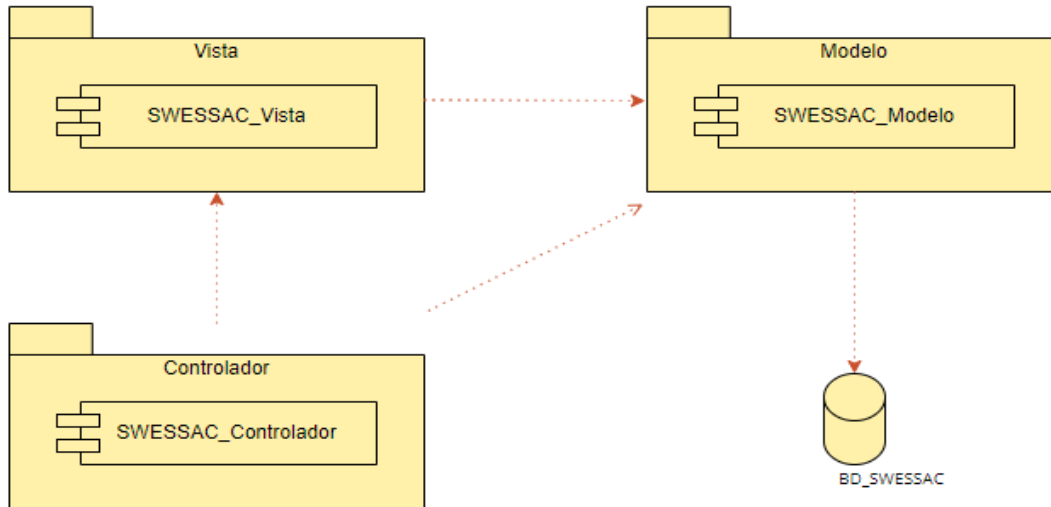 Vista
SWESSAC_Vista
Modelo
SWESSAC_Modelo
Controlador
SWESSAC_Controlador
BD_SWESSAC